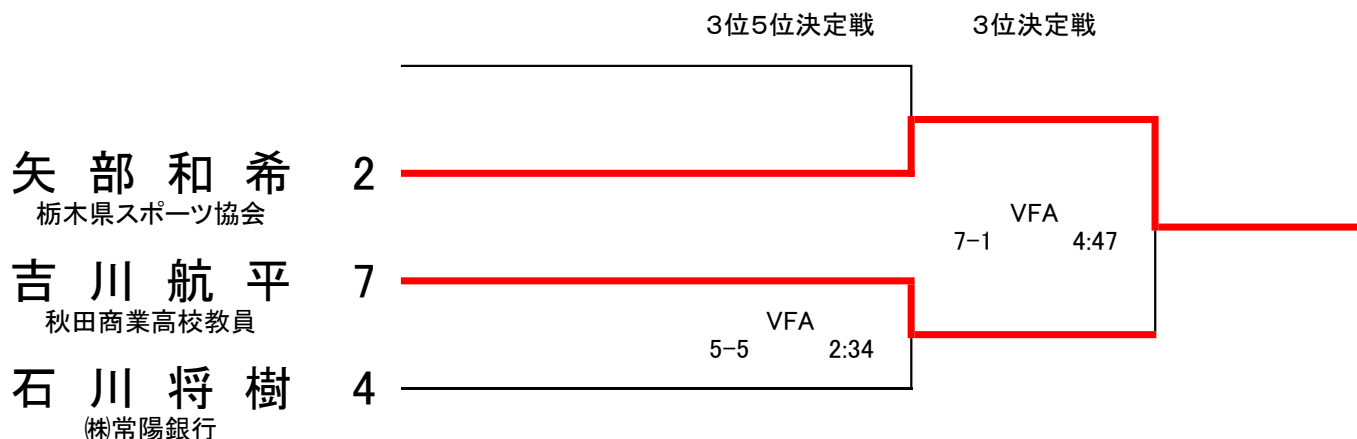 ３位５位決定戦 ３位決定戦
矢部和希 2
栃木県スポーツ協会
VFA
7-1 4:47
吉川航平 7
秋田商業高校教員
VFA
5-5 2:34
石川将樹 4
㈱常陽銀行